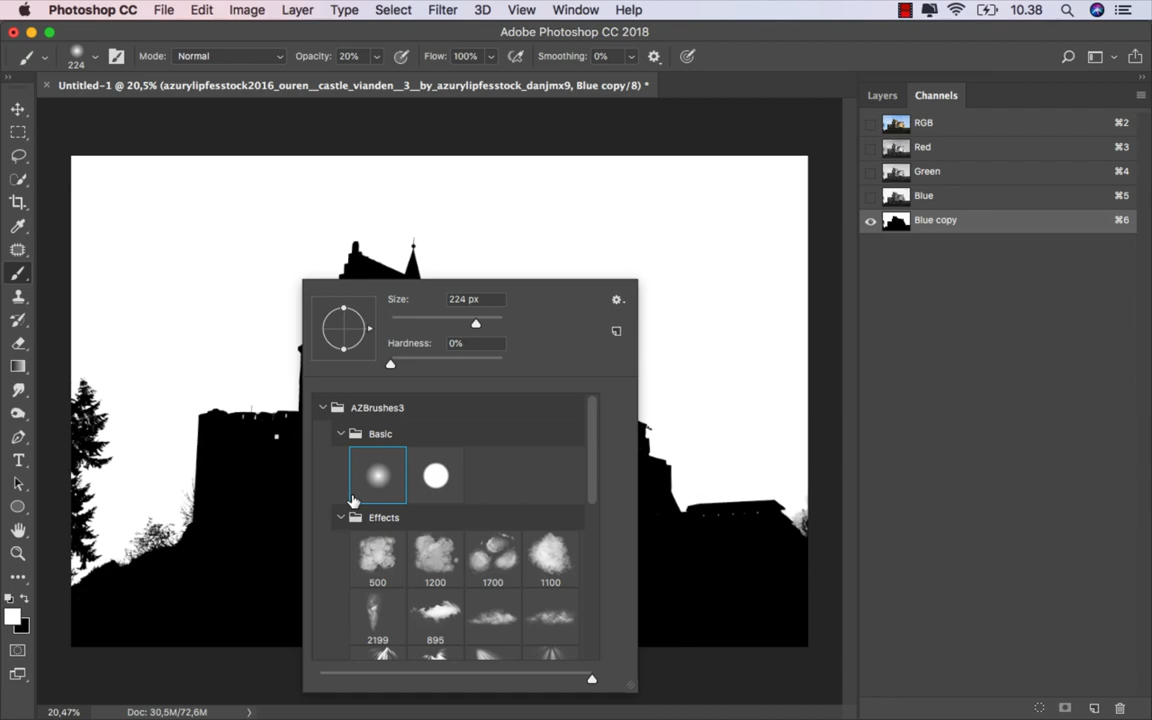 Photoshop CC File Edit Image Layer Type Select Filter 3D View Window Help 10.38
Adobe Photoshop CC 2018
224 Mode: Normal Opacity: 20% Flow: 100% Smoothing: 0%
Untitled-1 @ 20,5% (azurylipfesstock2016_ouren__castle_vianden__3__by_azurylipfesstock_danjmx9, Blue copy/8) *
Layers Channels
RGB ⌘2
Red ⌘3
Green ⌘4
Blue ⌘5
Blue copy ⌘6
Size: 224 px
Hardness: 0%
AZBrushes3
Basic
Effects
500 1200 1700 1100
2199 895
20,47% Doc: 30,5M/72,6M